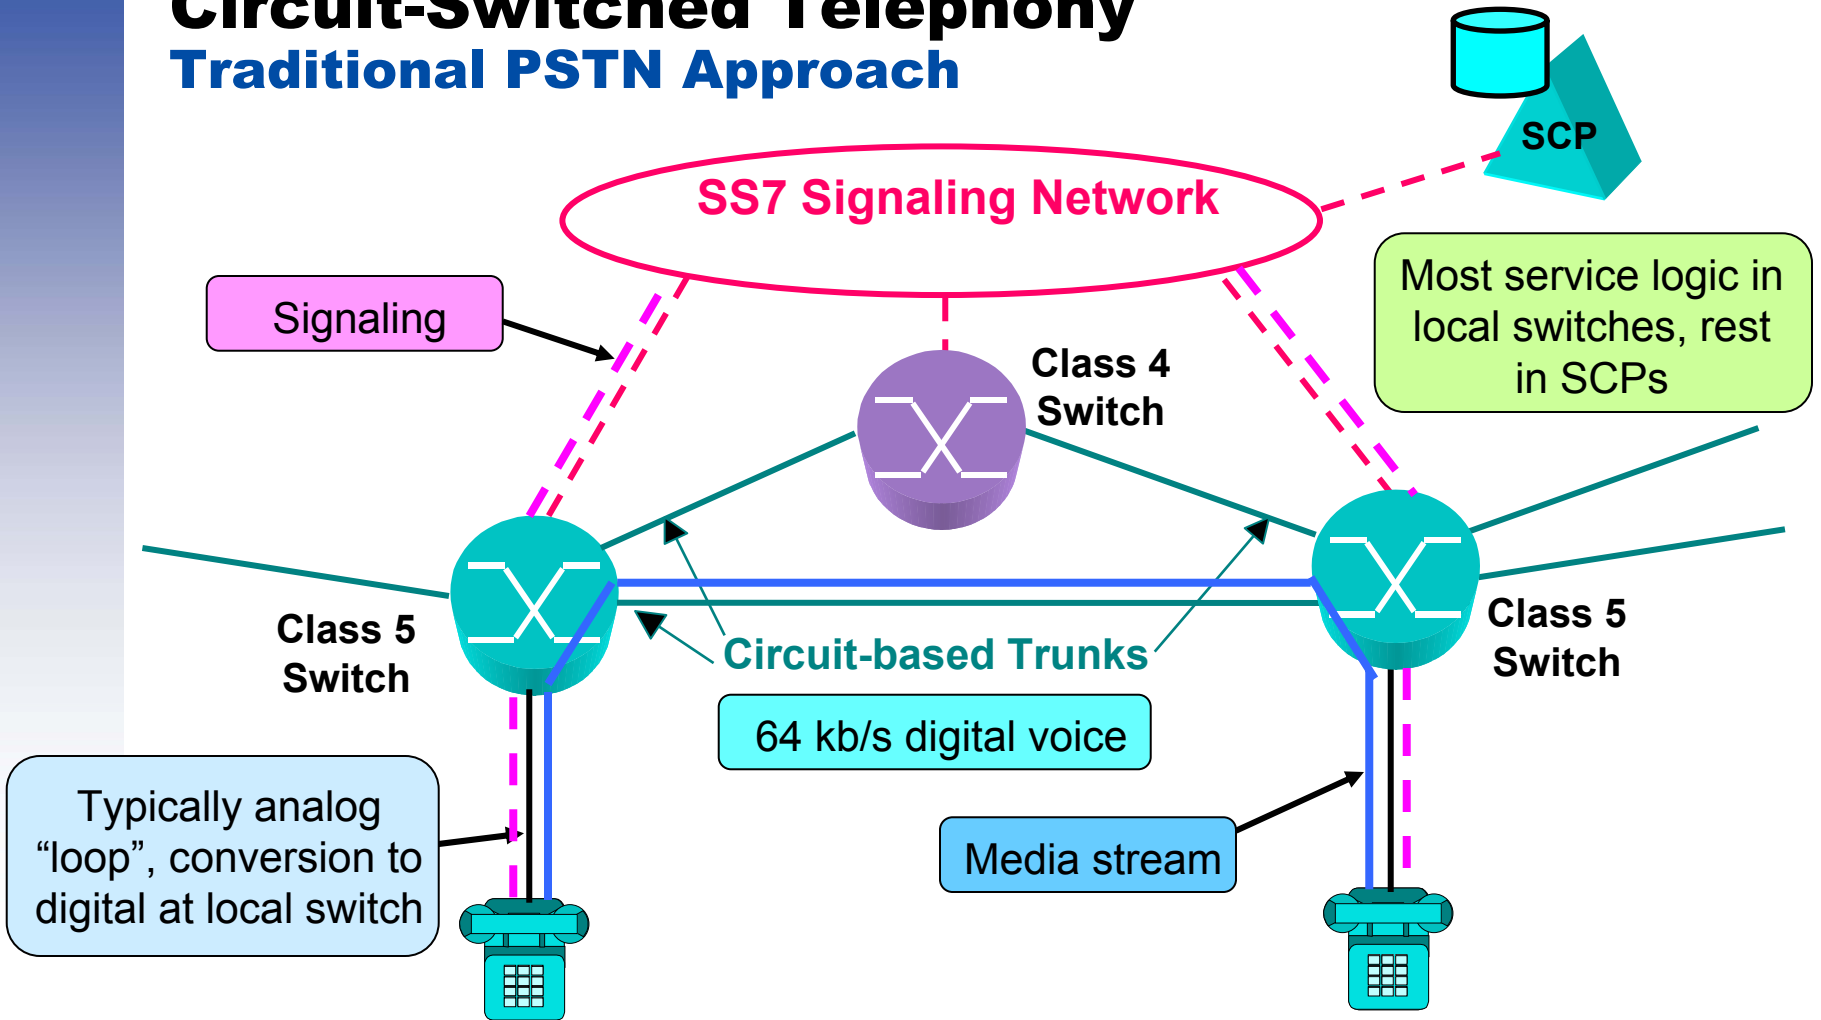 Circuit-Switched Telephony
Traditional PSTN Approach
SCP
SS7 Signaling Network
Signaling
Most service logic in
local switches, rest
in SCPs
Class 4
Switch
Class 5
Switch
Class 5
Switch
Circuit-based Trunks
64 kb/s digital voice
Typically analog
“loop”, conversion to
digital at local switch
Media stream